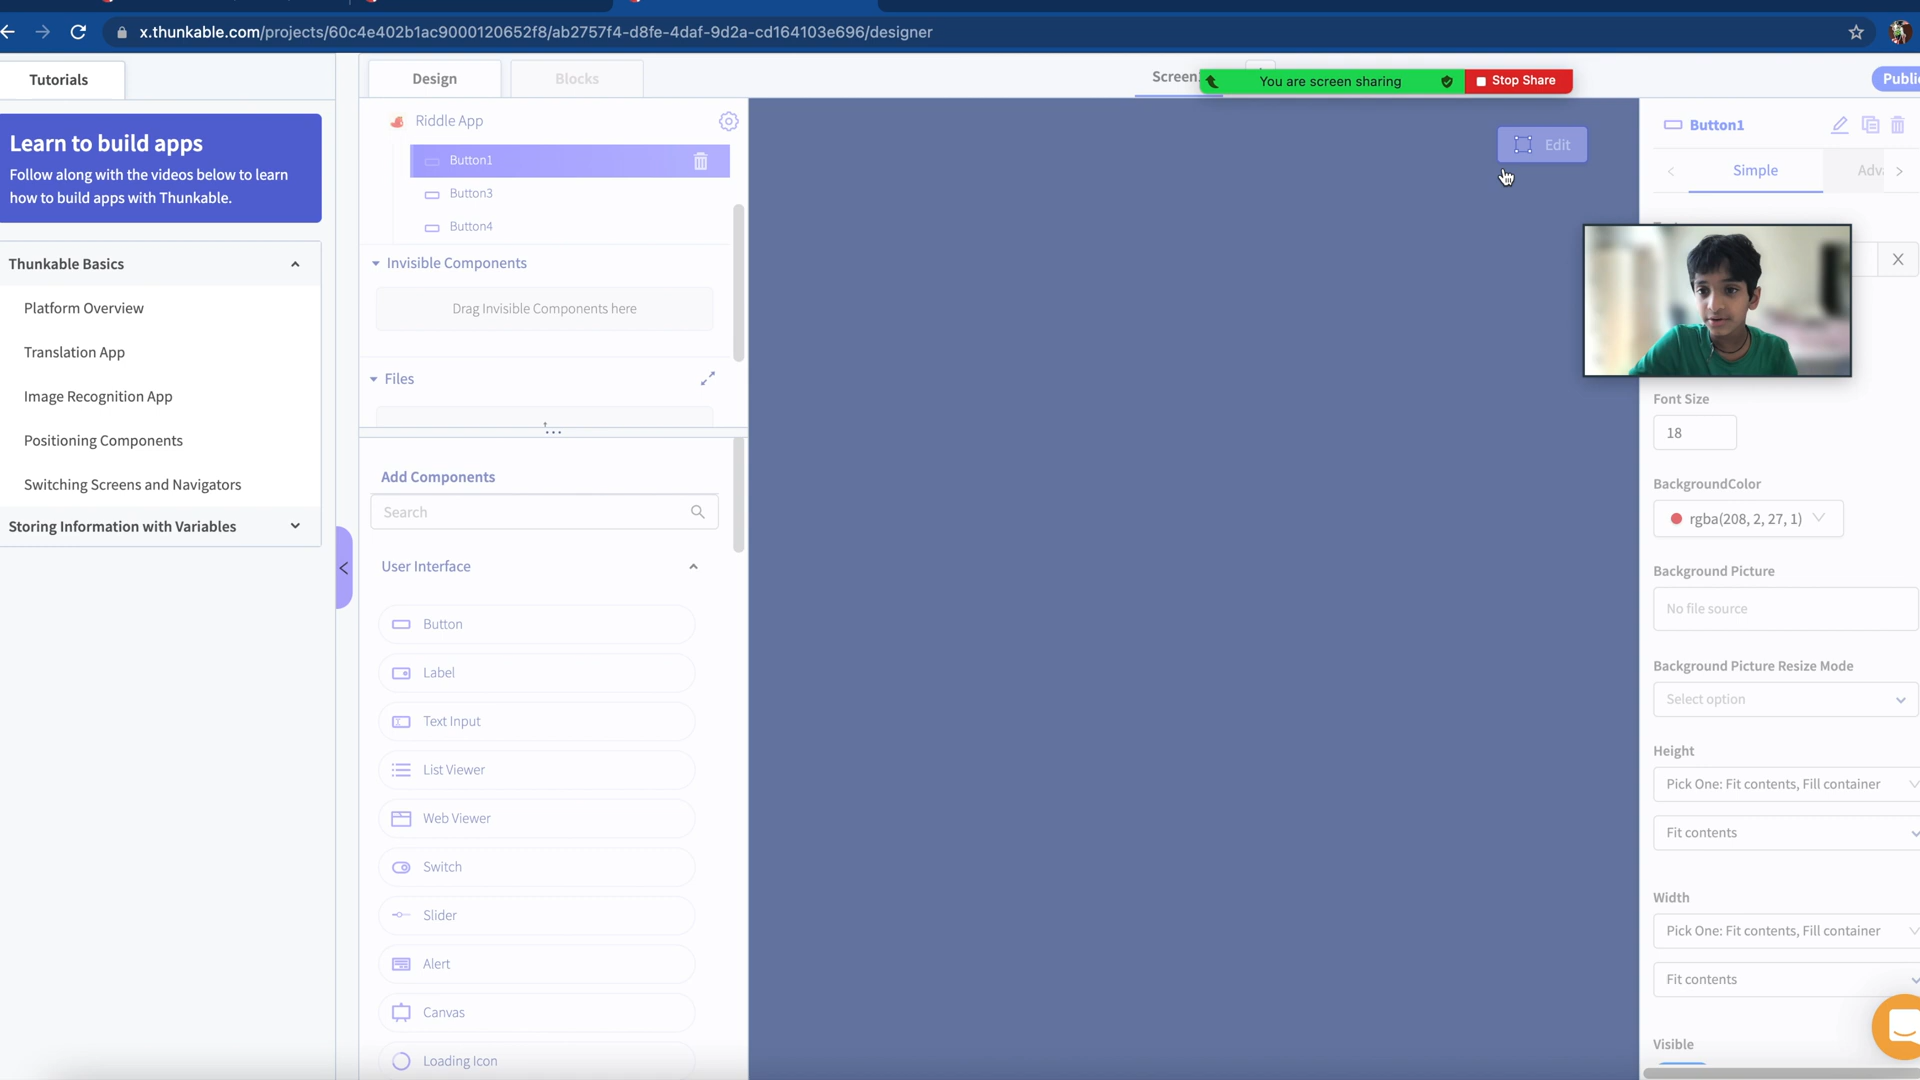 x.thunkable.com/projects/60c4e402b1ac9000120652f8/ab2757f4-d8fe-4daf-9d2a-cd164103e696/designer
Tutorials
Design
Blocks
Screen
You are screen sharing
Stop Share
Publi
Learn to build apps
Follow along with the videos below to learn
how to build apps with Thunkable.
Thunkable Basics
Platform Overview
Translation App
Image Recognition App
Positioning Components
Switching Screens and Navigators
Storing Information with Variables
Riddle App
Button1
Button3
Button4
Invisible Components
Drag Invisible Components here
Files
Add Components
Search
User Interface
Button
Label
Text Input
List Viewer
Web Viewer
Switch
Slider
Alert
Canvas
Loading Icon
Edit
Button1
Simple
Adva
Font Size
18
BackgroundColor
rgba(208, 2, 27, 1)
Background Picture
No file source
Background Picture Resize Mode
Select option
Height
Pick One: Fit contents, Fill container
Fit contents
Width
Pick One: Fit contents, Fill container
Fit contents
Visible